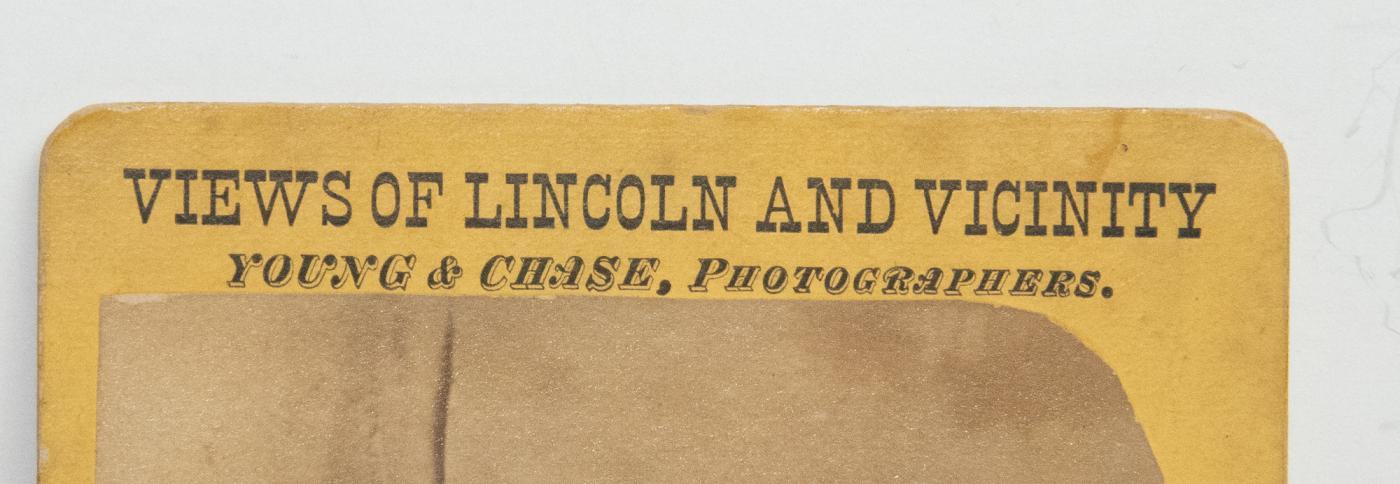 VIEWS OF LINCOLN AND VICINITY
YOUNG & CHASE, PHOTOGRAPHERS.